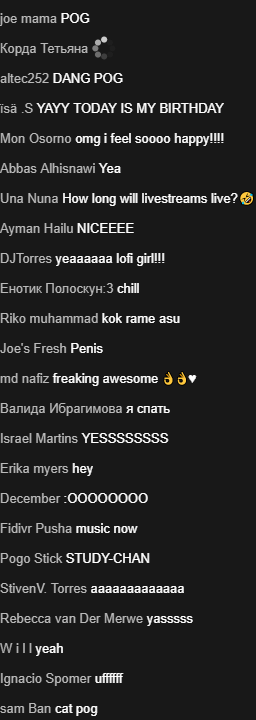 joe mama POG
Корда Тетьяна
altec252 DANG POG
ïsä .S YAYY TODAY IS MY BIRTHDAY
Mon Osorno omg i feel soooo happy!!!!
Abbas Alhisnawi Yea
Una Nuna How long will livestreams live?🤣
Ayman Hailu NICEEEE
DJTorres yeaaaaaa lofi girl!!!
Енотик Полоскун:3 chill
Riko muhammad kok rame asu
Joe's Fresh Penis
md nafiz freaking awesome 👌👌♥
Валида Ибрагимова я спать
Israel Martins YESSSSSSSS
Erika myers hey
December :OOOOOOOO
Fidivr Pusha music now
Pogo Stick STUDY-CHAN
StivenV. Torres aaaaaaaaaaaaa
Rebecca van Der Merwe yasssss
W i l l yeah
Ignacio Spomer ufffffff
sam Ban cat pog